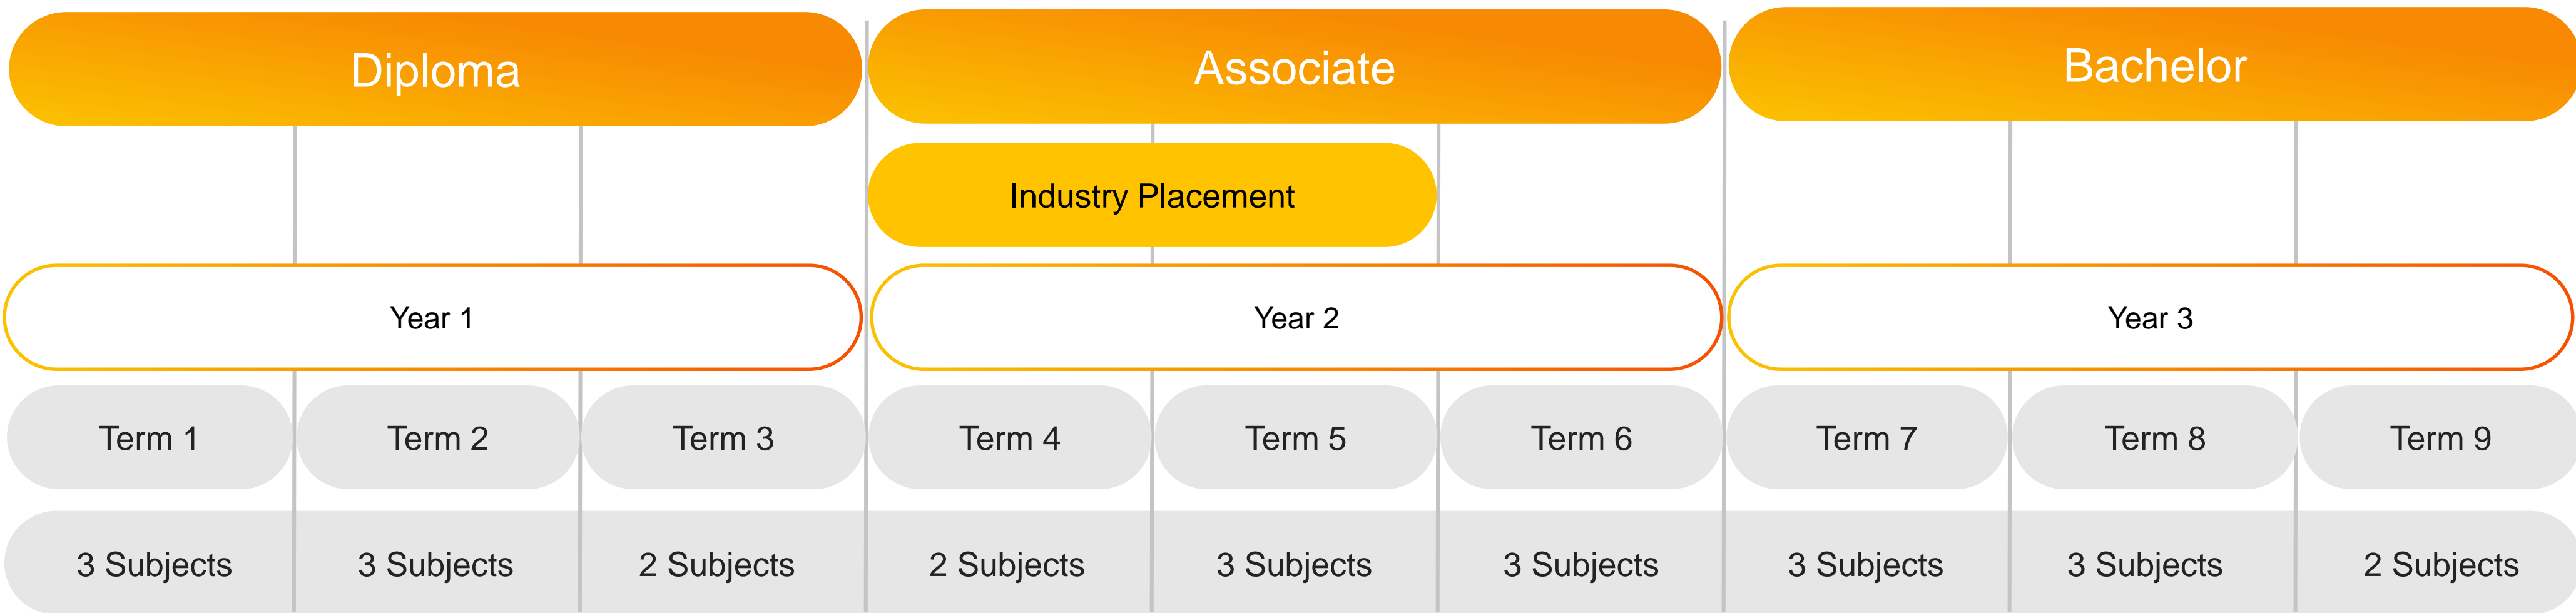 Diploma
Associate
Bachelor
Industry Placement
Year 1
Year 2
Year 3
Term 1
Term 2
Term 3
Term 4
Term 5
Term 6
Term 7
Term 8
Term 9
3 Subjects
3 Subjects
2 Subjects
2 Subjects
3 Subjects
3 Subjects
3 Subjects
3 Subjects
2 Subjects